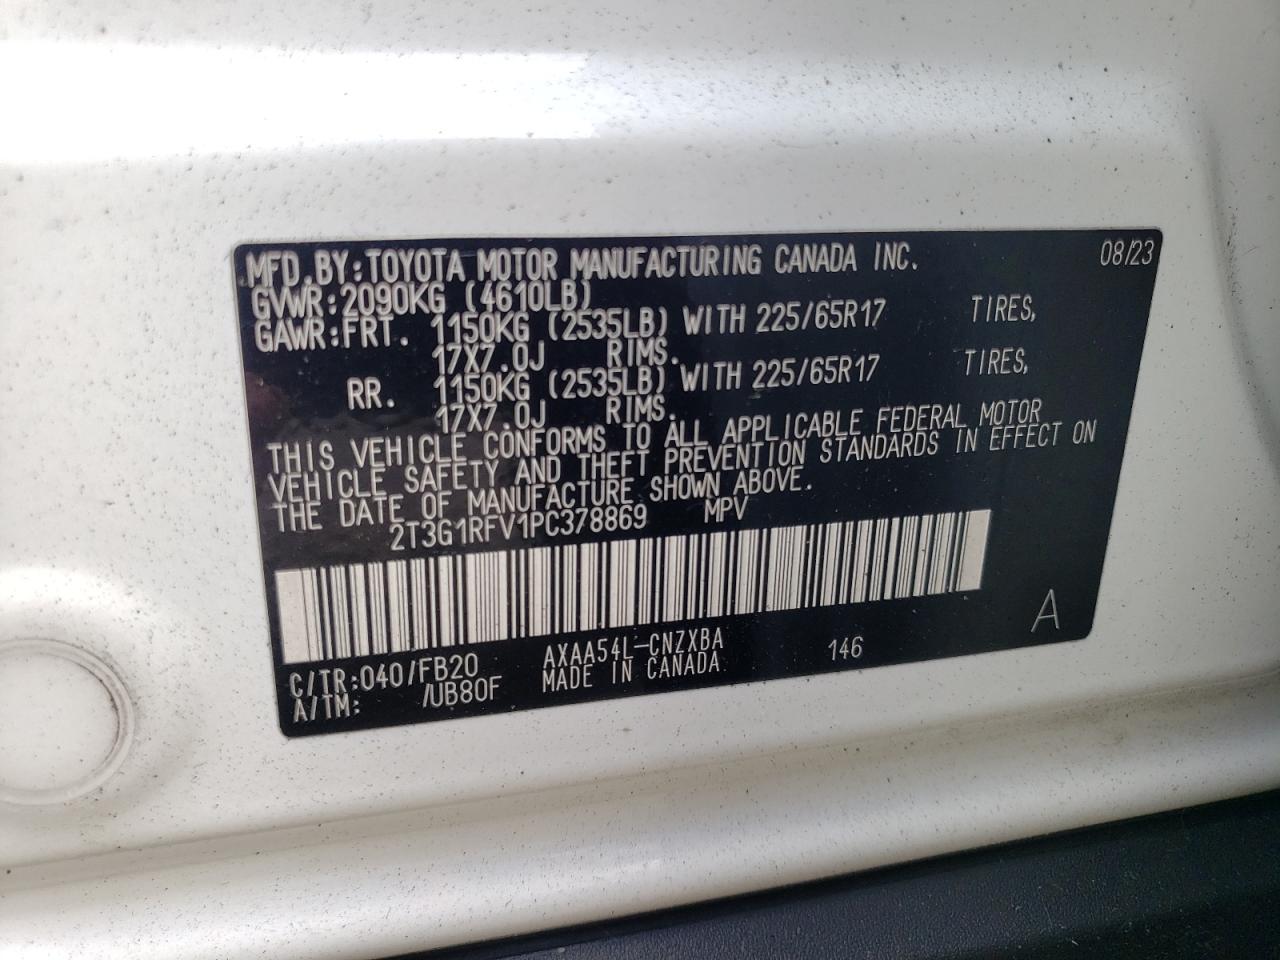 MFD.BY:TOYOTA MOTOR MANUFACTURING CANADA INC. 08/23
GVWR:2090KG (4610LB)
GAWR:FRT. 1150KG (2535LB) WITH 225/65R17 TIRES,
17X7.0J RIMS.
RR. 1150KG (2535LB) WITH 225/65R17 TIRES,
17X7.0J RIMS.
THIS VEHICLE CONFORMS TO ALL APPLICABLE FEDERAL MOTOR
VEHICLE SAFETY AND THEFT PREVENTION STANDARDS IN EFFECT ON
THE DATE OF MANUFACTURE SHOWN ABOVE.
2T3G1RFV1PC378869 MPV
A
C/TR:040/FB20 AXAA54L-CNZXBA 146
A/TM: /UB80F MADE IN CANADA